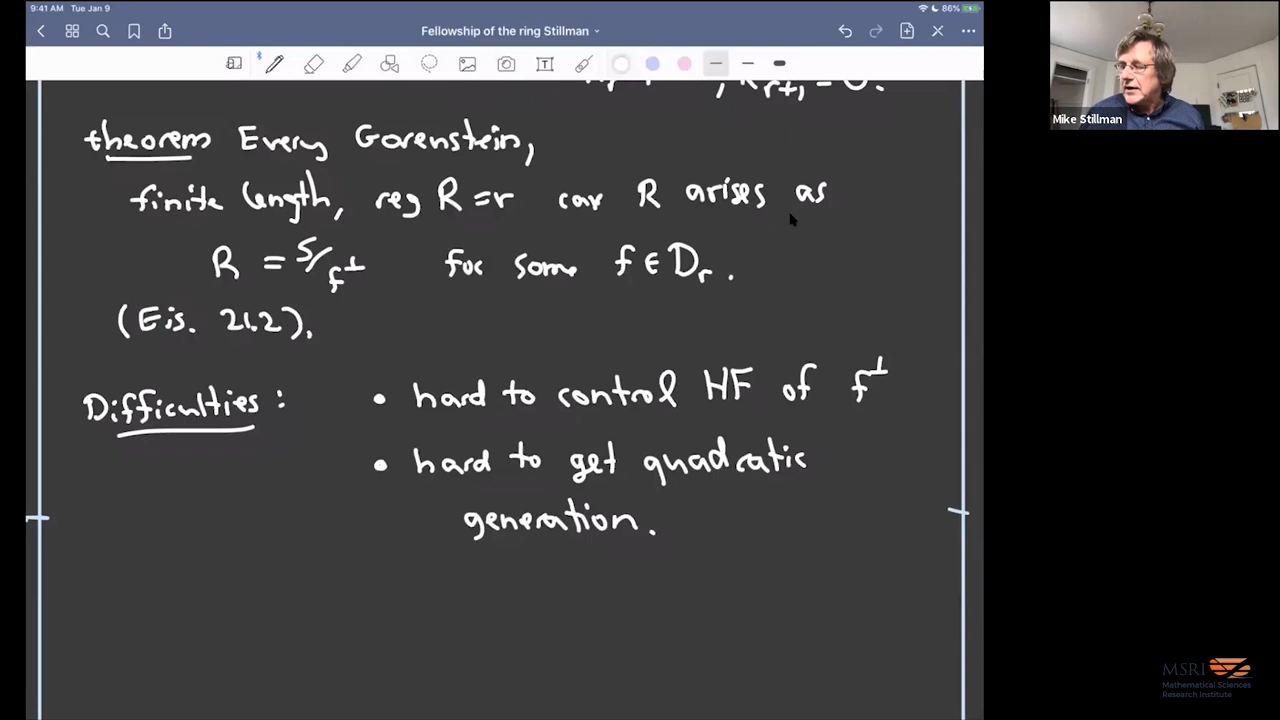 9:41 AM Tue Jan 9
86%
Fellowship of the ring Stillman
theorem Every Gorenstein,
finite length, reg R = r car R arises as
R = S/f⊥ for some f ∈ Dr.
(Eis. 21.2).
Difficulties: • hard to control HF of f⊥
• hard to get quadratic
generation.
Mike Stillman
MSRI
Mathematical Sciences
Research Institute